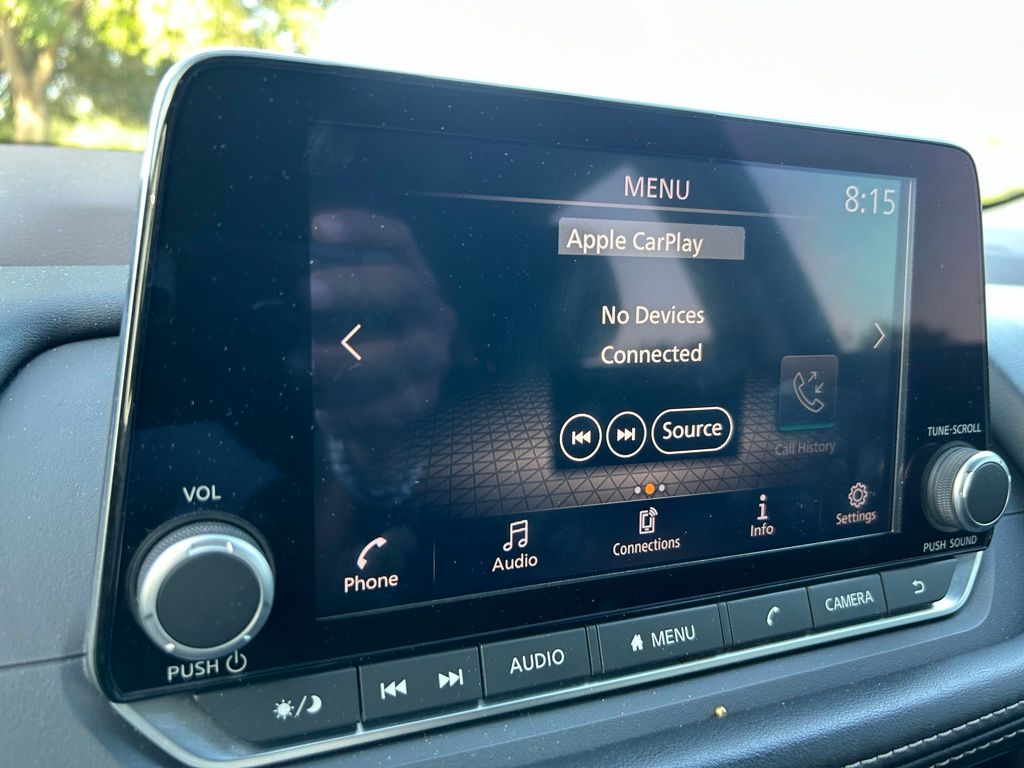 MENU
8:15
Apple CarPlay
No Devices
Connected
Source
Call History
Phone
Audio
Connections
Info
Settings
VOL
PUSH
TUNE·SCROLL
PUSH SOUND
AUDIO
MENU
CAMERA